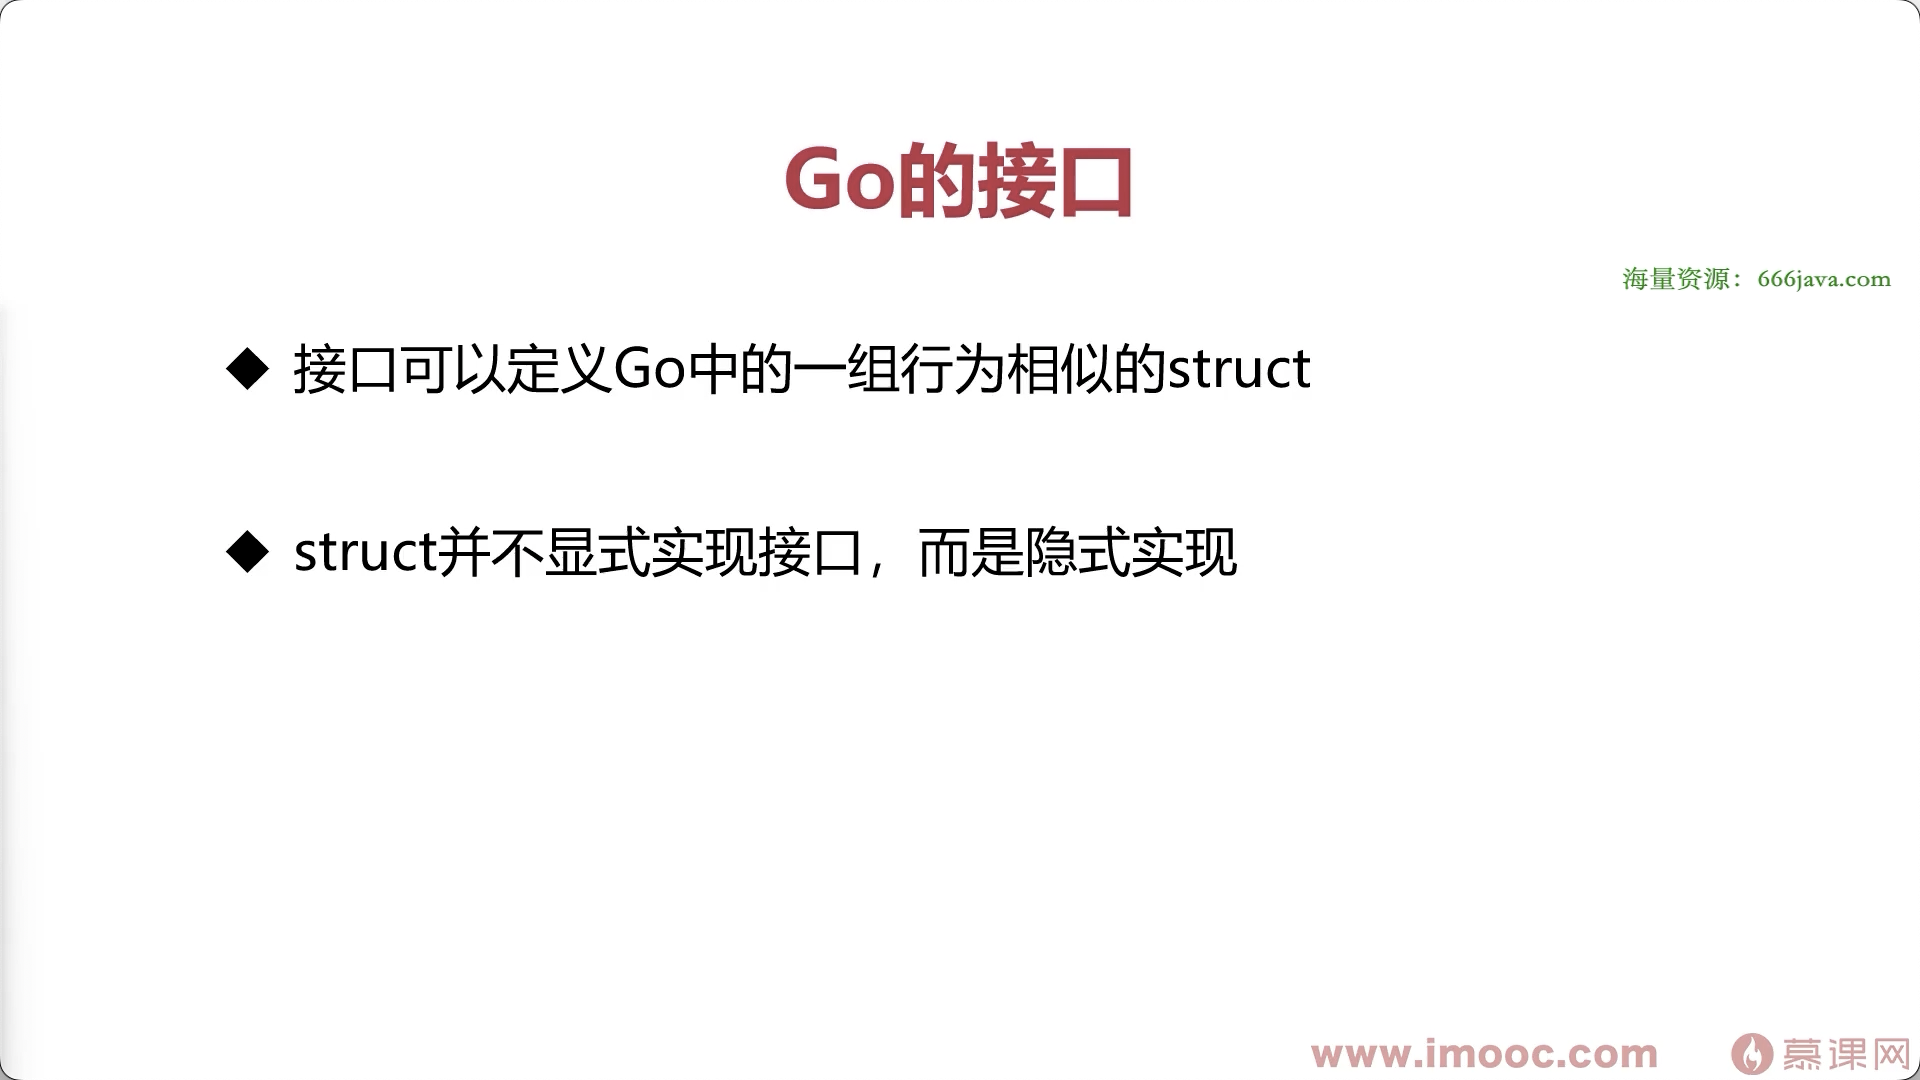 Go的接口
海量资源：666java.com
◆ 接口可以定义Go中的一组行为相似的struct
◆ struct并不显式实现接口，而是隐式实现
www.imooc.com 慕课网